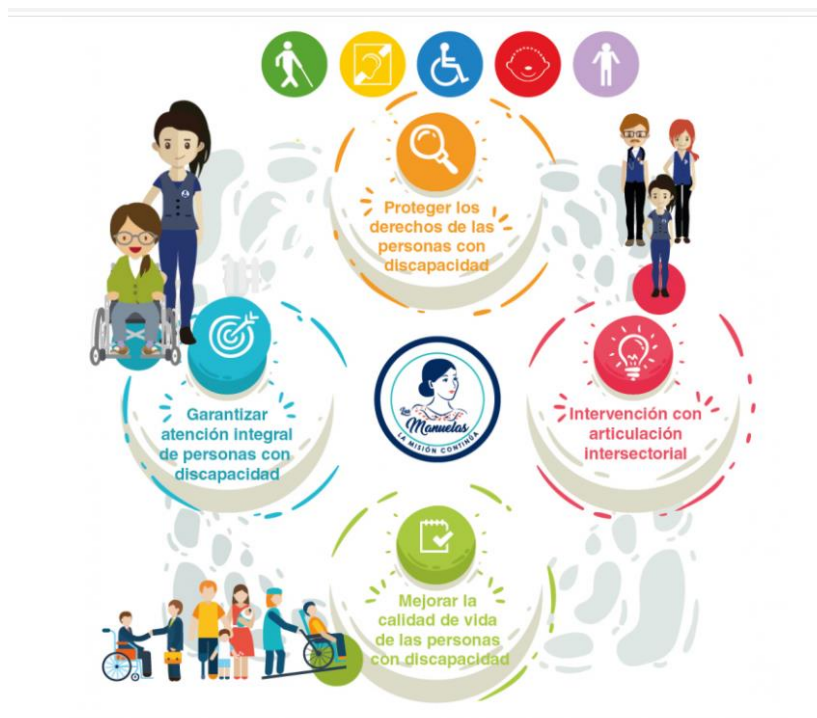 Proteger los
derechos de las
personas con
discapacidad
Garantizar
atención integral
de personas con
discapacidad
Las
Manuelas
LA MISIÓN CONTINÚA
Intervención con
articulación
intersectorial
Mejorar la
calidad de vida
de las personas
con discapacidad